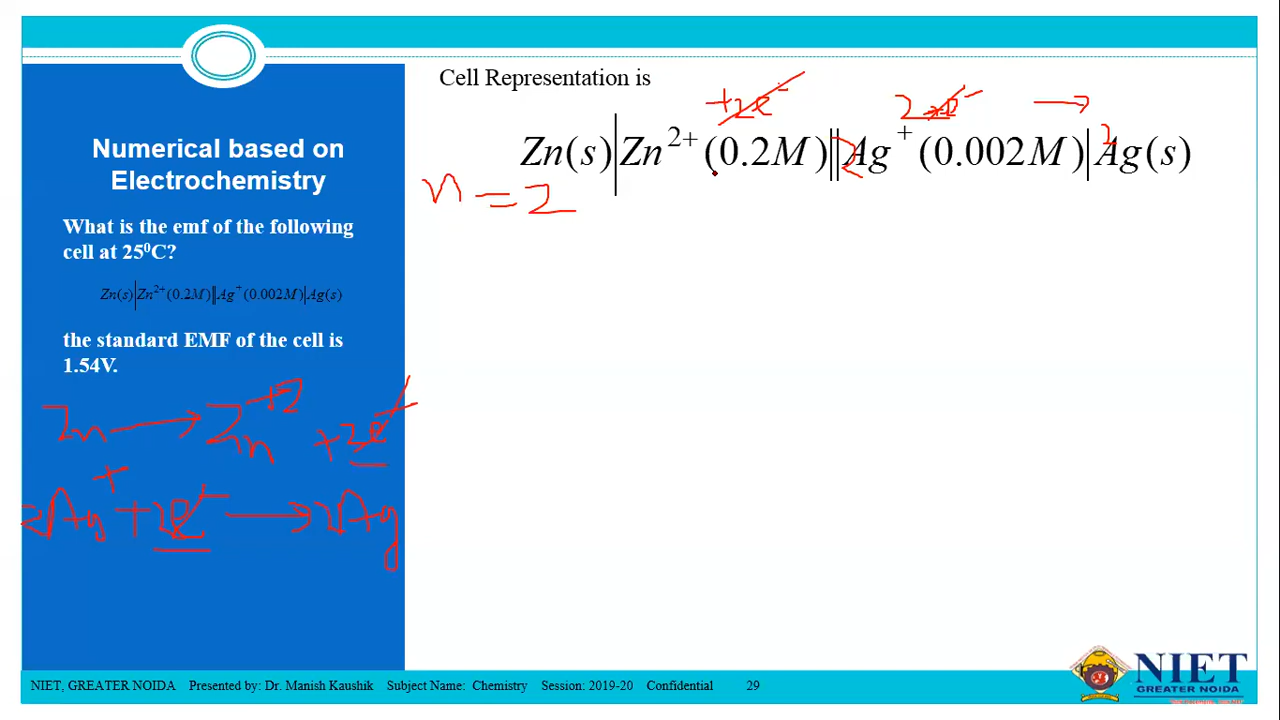 Numerical based on
Electrochemistry
What is the emf of the following
cell at 25⁰C?
Zn(s)|Zn²⁺(0.2M)||Ag⁺(0.002M)|Ag(s)
the standard EMF of the cell is
1.54V.
Zn → Zn⁺² + 2e⁻
2Ag⁺ + 2e⁻ → 2Ag
Cell Representation is
+2e⁻ 2e⁻ →
Zn(s)|Zn²⁺(0.2M)||2Ag⁺(0.002M)|2Ag(s)
n = 2
NIET, GREATER NOIDA Presented by: Dr. Manish Kaushik Subject Name: Chemistry Session: 2019-20 Confidential 29
NIET
GREATER NOIDA